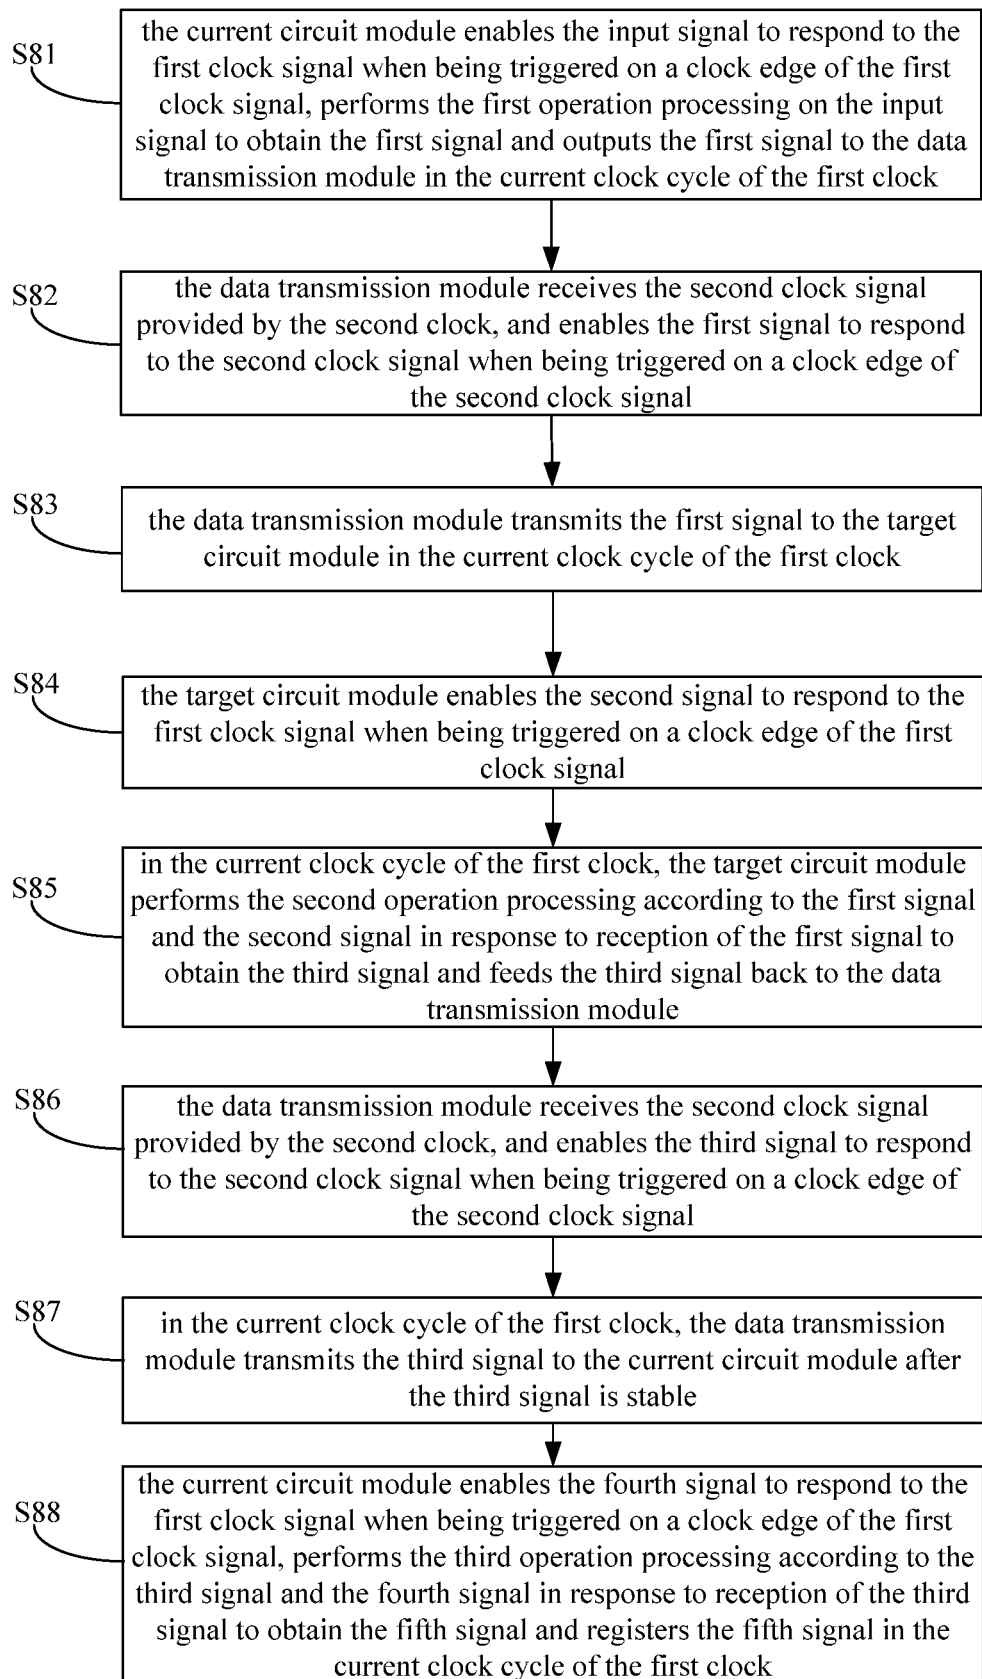 S81
the current circuit module enables the input signal to respond to the
first clock signal when being triggered on a clock edge of the first
clock signal, performs the first operation processing on the input
signal to obtain the first signal and outputs the first signal to the data
transmission module in the current clock cycle of the first clock
S82
the data transmission module receives the second clock signal
provided by the second clock, and enables the first signal to respond
to the second clock signal when being triggered on a clock edge of
the second clock signal
S83
the data transmission module transmits the first signal to the target
circuit module in the current clock cycle of the first clock
S84
the target circuit module enables the second signal to respond to the
first clock signal when being triggered on a clock edge of the first
clock signal
S85
in the current clock cycle of the first clock, the target circuit module
performs the second operation processing according to the first signal
and the second signal in response to reception of the first signal to
obtain the third signal and feeds the third signal back to the data
transmission module
S86
the data transmission module receives the second clock signal
provided by the second clock, and enables the third signal to respond
to the second clock signal when being triggered on a clock edge of
the second clock signal
S87
in the current clock cycle of the first clock, the data transmission
module transmits the third signal to the current circuit module after
the third signal is stable
S88
the current circuit module enables the fourth signal to respond to the
first clock signal when being triggered on a clock edge of the first
clock signal, performs the third operation processing according to the
third signal and the fourth signal in response to reception of the third
signal to obtain the fifth signal and registers the fifth signal in the
current clock cycle of the first clock